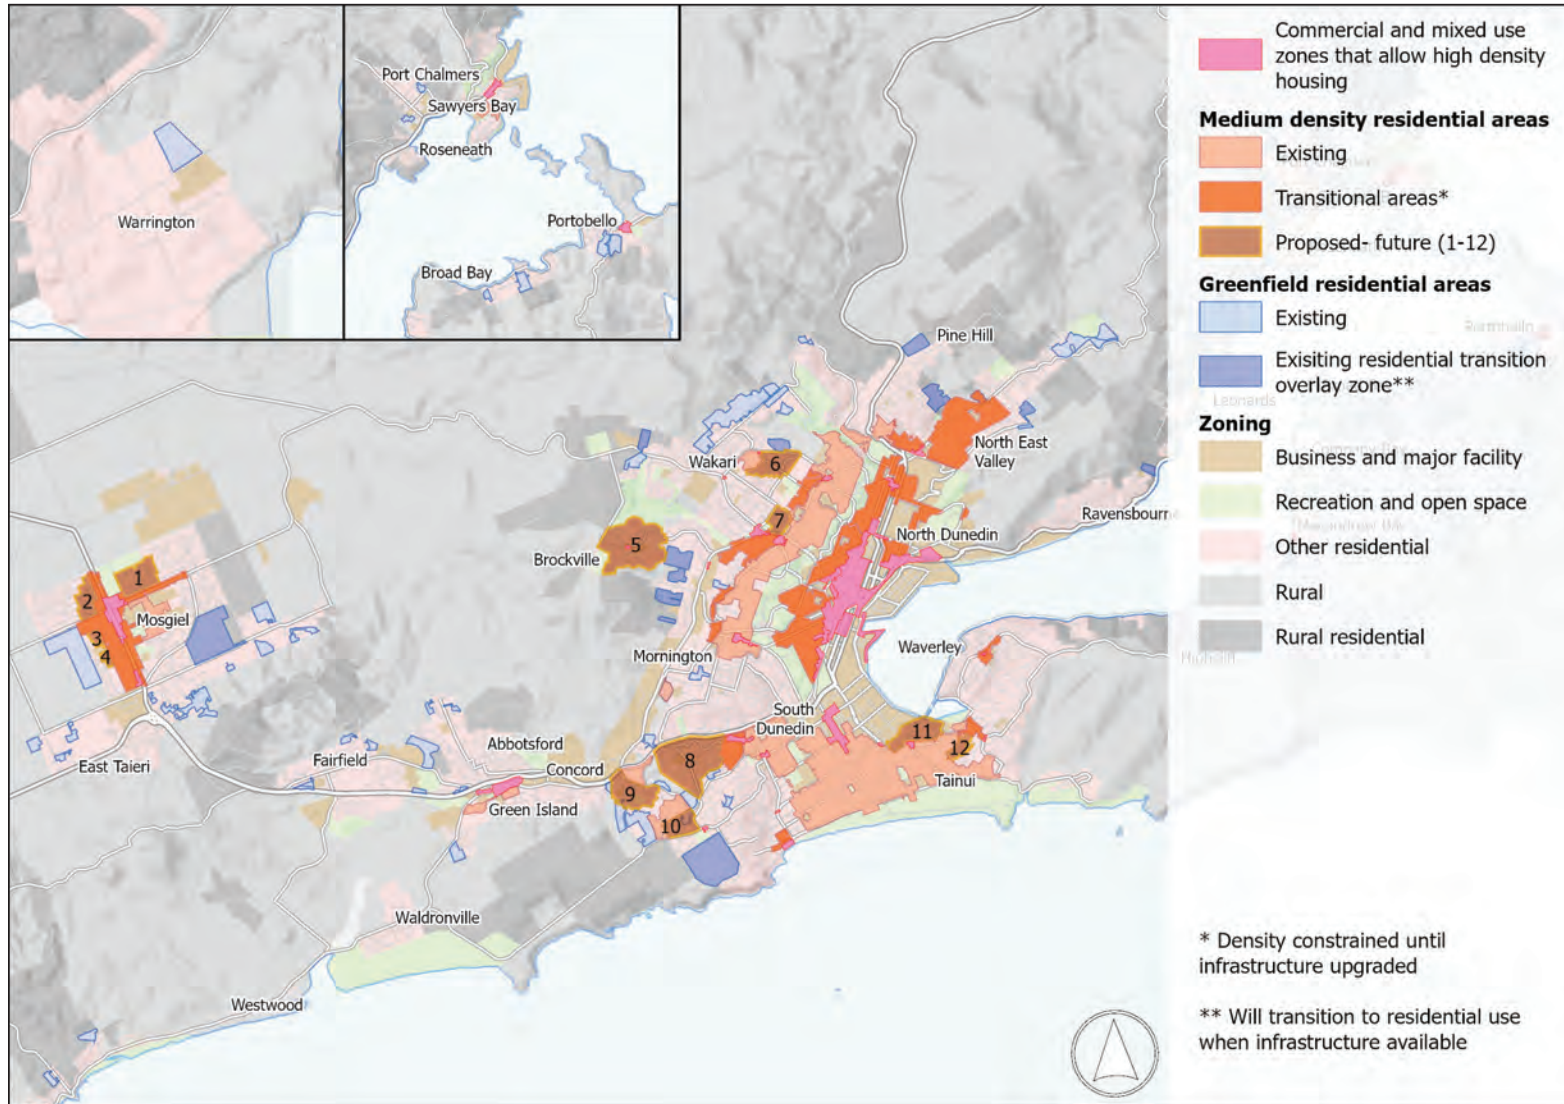 Port Chalmers
Sawyers Bay
Roseneath
Portobello
Broad Bay
Warrington
Pine Hill
North East
Valley
Wakari
6
7
5
Brockville
North Dunedin
Ravensbourne
1
2
Mosgiel
3
4
Mornington
Waverley
South
Dunedin
11
12
Tainui
East Taieri
Fairfield
Abbotsford
Concord
8
9
10
Green Island
Waldronville
Westwood
Commercial and mixed use
zones that allow high density
housing
Medium density residential areas
Existing
Transitional areas*
Proposed- future (1-12)
Greenfield residential areas
Existing
Exisiting residential transition
overlay zone**
Leonards
Zoning
Business and major facility
Recreation and open space
Other residential
Rural
Rural residential
* Density constrained until
infrastructure upgraded
** Will transition to residential use
when infrastructure available